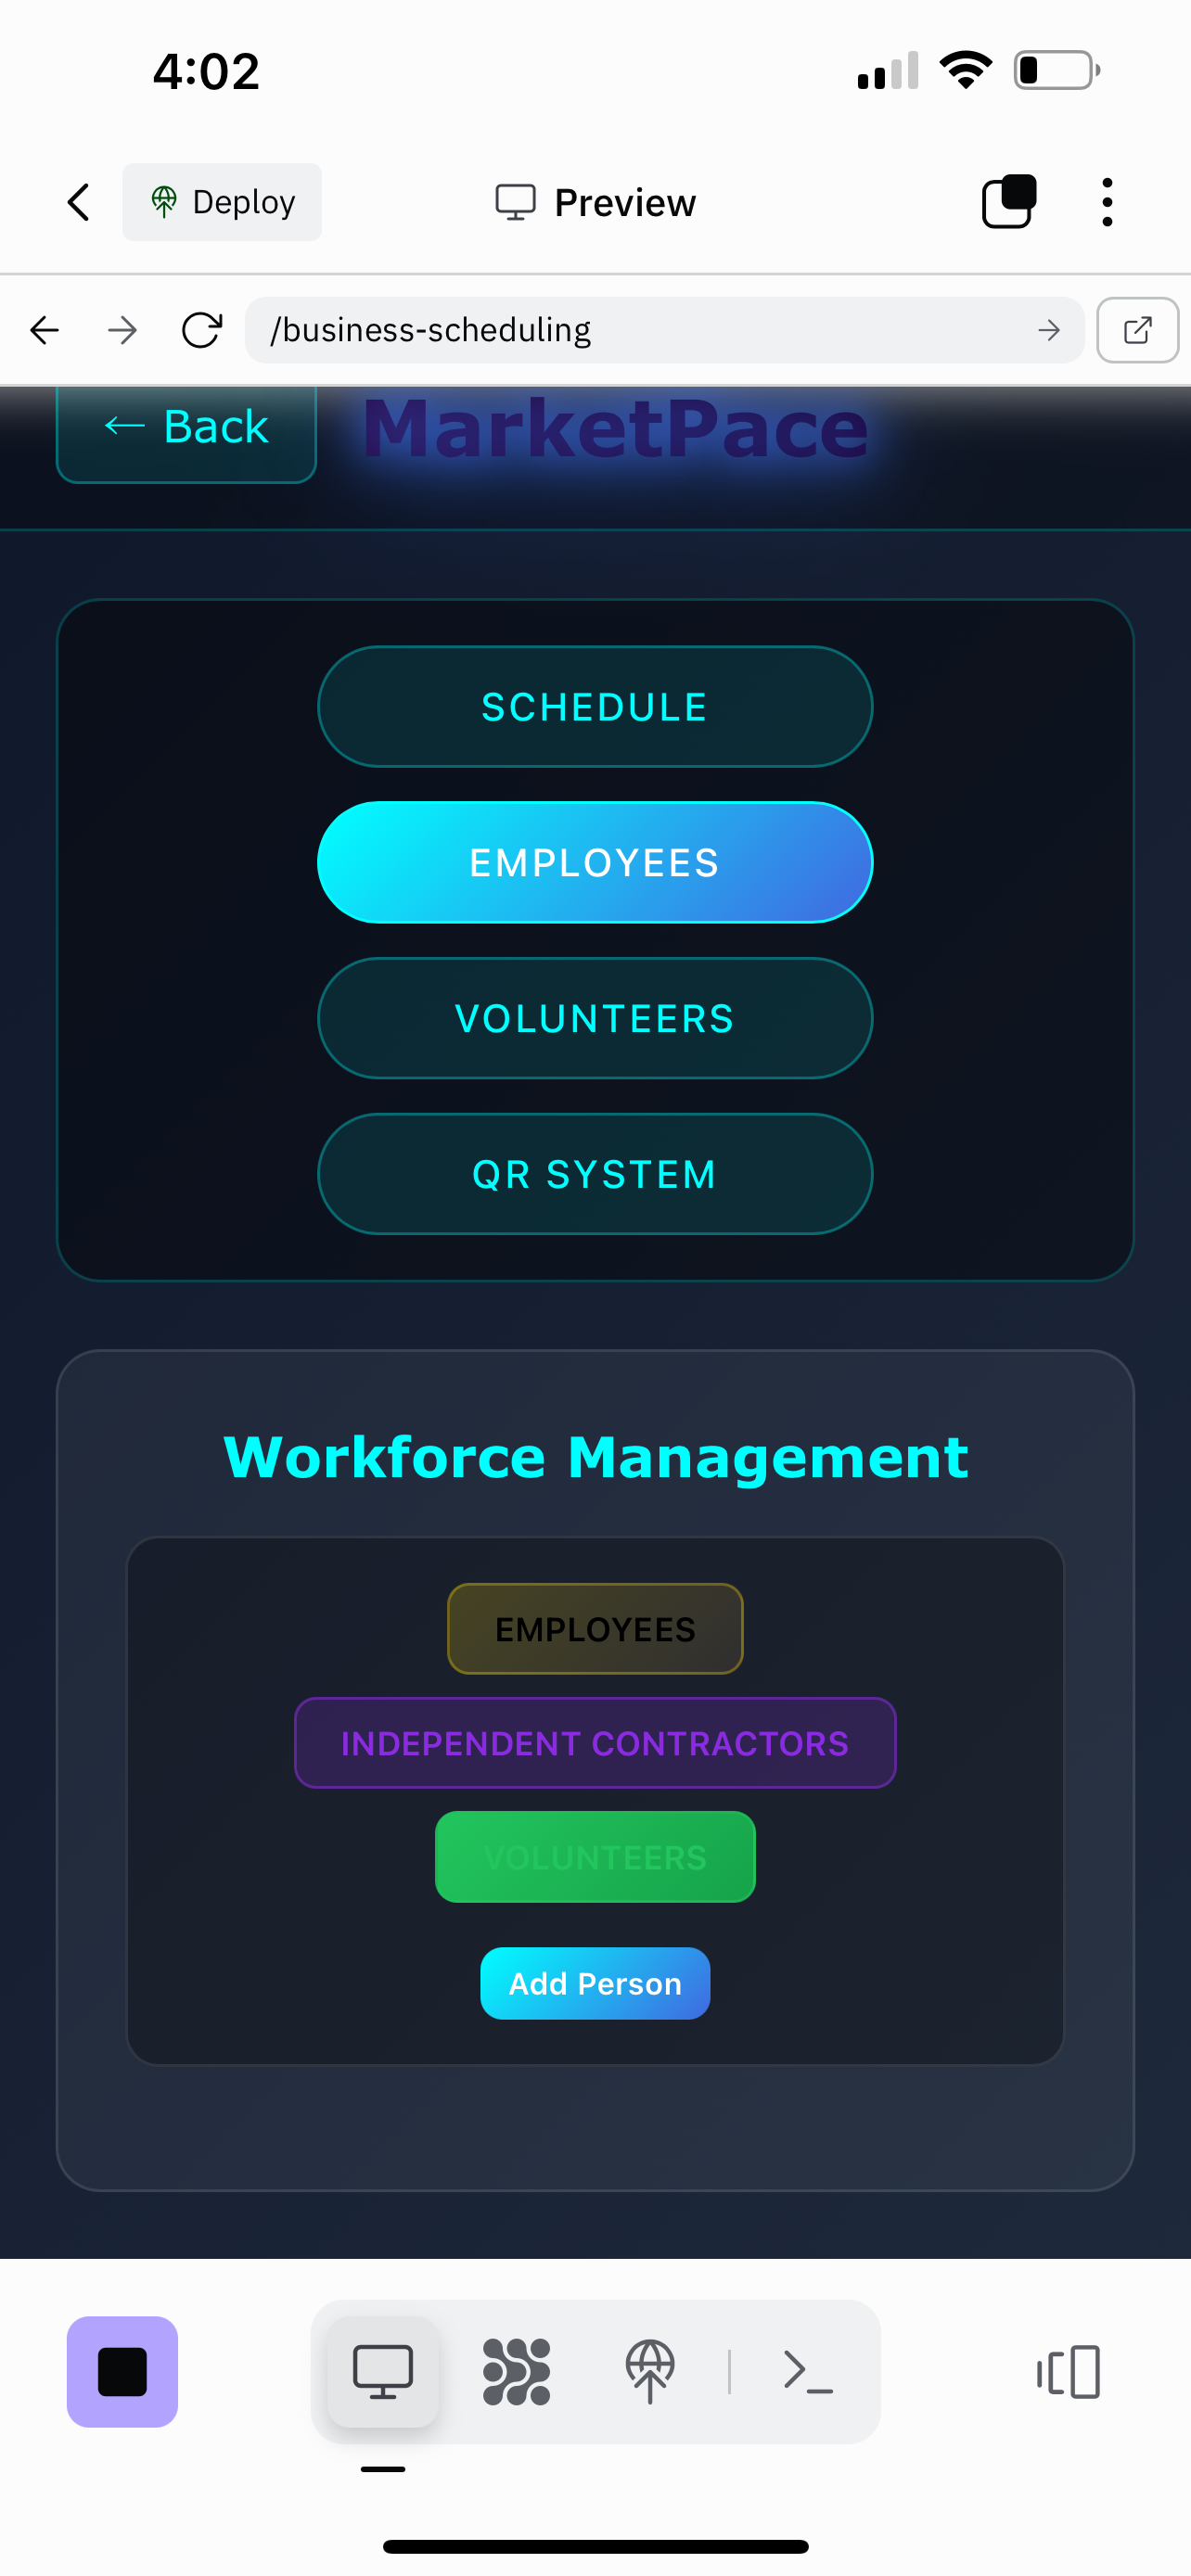 4:02
Deploy
Preview
/business-scheduling
← Back
MarketPace
SCHEDULE
EMPLOYEES
VOLUNTEERS
QR SYSTEM
Workforce Management
EMPLOYEES
INDEPENDENT CONTRACTORS
VOLUNTEERS
Add Person